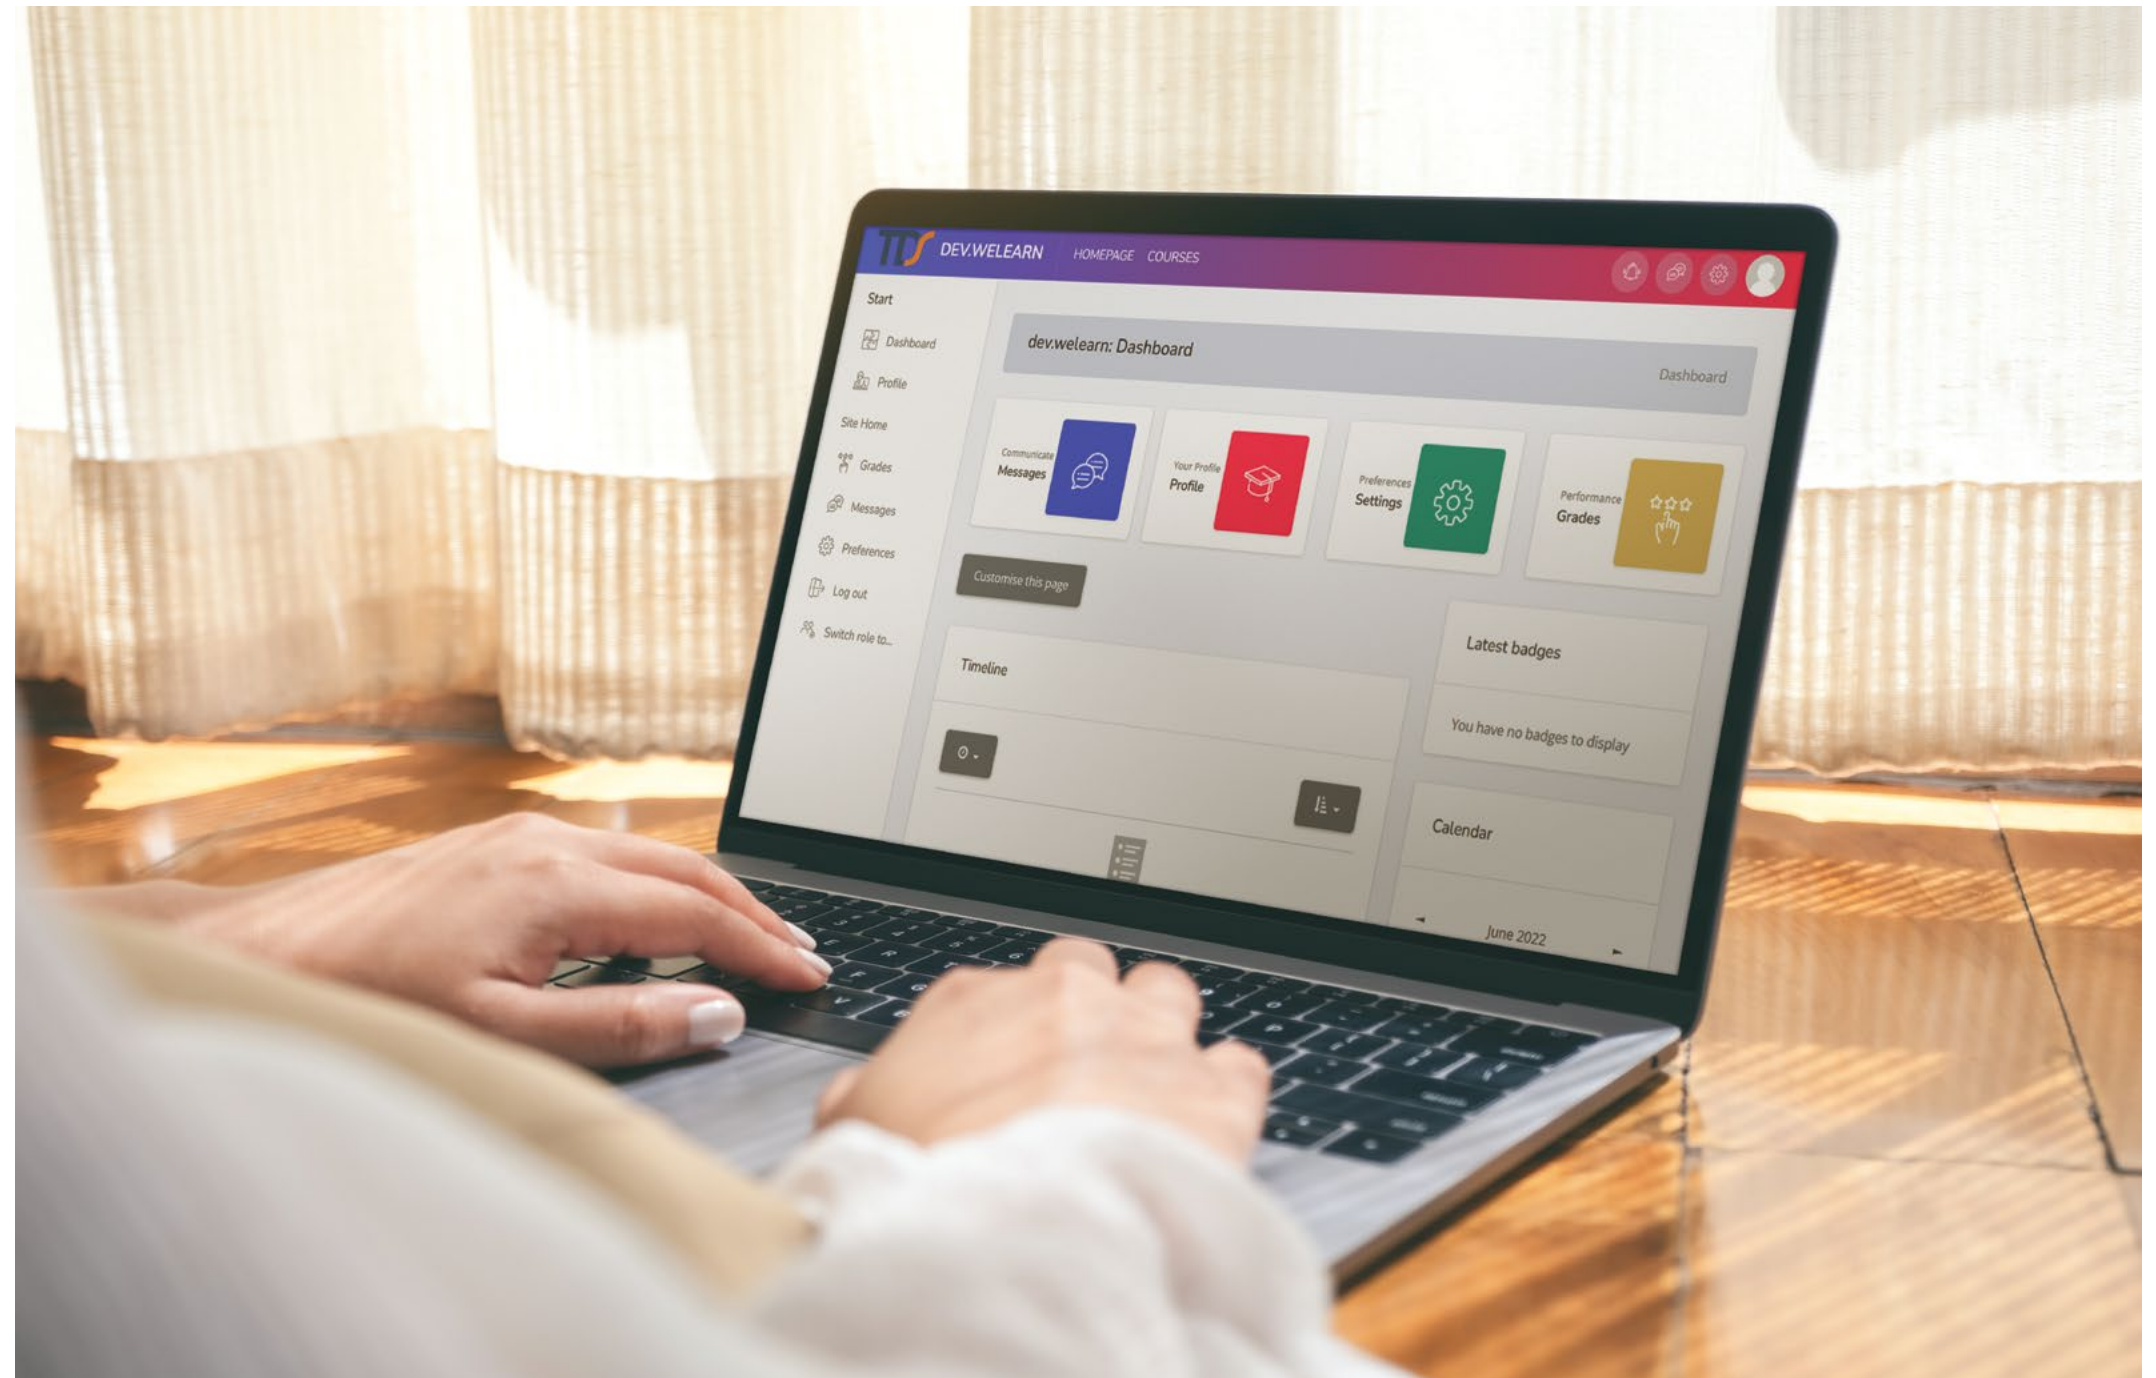 TDS DEV.WELEARN HOMEPAGE COURSES
Start
Dashboard
Profile
Site Home
Grades
Messages
Preferences
Log out
Switch role to...
dev.welearn: Dashboard
Dashboard
Communicate
Messages
Your Profile
Profile
Preferences
Settings
Performance
Grades
Customise this page
Timeline
Latest badges
You have no badges to display
Calendar
June 2022